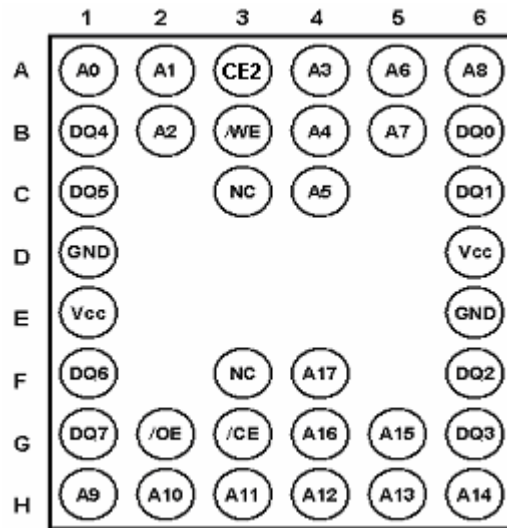 1 2 3 4 5 6
A A0 A1 CE2 A3 A6 A8
B DQ4 A2 /WE A4 A7 DQ0
C DQ5 NC A5 DQ1
D GND Vcc
E Vcc GND
F DQ6 NC A17 DQ2
G DQ7 /OE /CE A16 A15 DQ3
H A9 A10 A11 A12 A13 A14